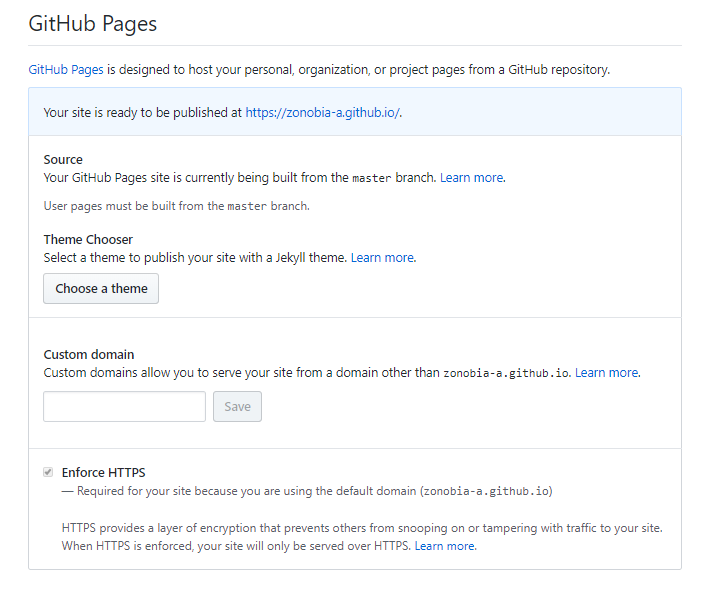 GitHub Pages
GitHub Pages is designed to host your personal, organization, or project pages from a GitHub repository.
Your site is ready to be published at https://zonobia-a.github.io/.
Source
Your GitHub Pages site is currently being built from the master branch. Learn more.
User pages must be built from the master branch.
Theme Chooser
Select a theme to publish your site with a Jekyll theme. Learn more.
Choose a theme
Custom domain
Custom domains allow you to serve your site from a domain other than zonobia-a.github.io. Learn more.
Save
Enforce HTTPS
— Required for your site because you are using the default domain (zonobia-a.github.io)
HTTPS provides a layer of encryption that prevents others from snooping on or tampering with traffic to your site.
When HTTPS is enforced, your site will only be served over HTTPS. Learn more.